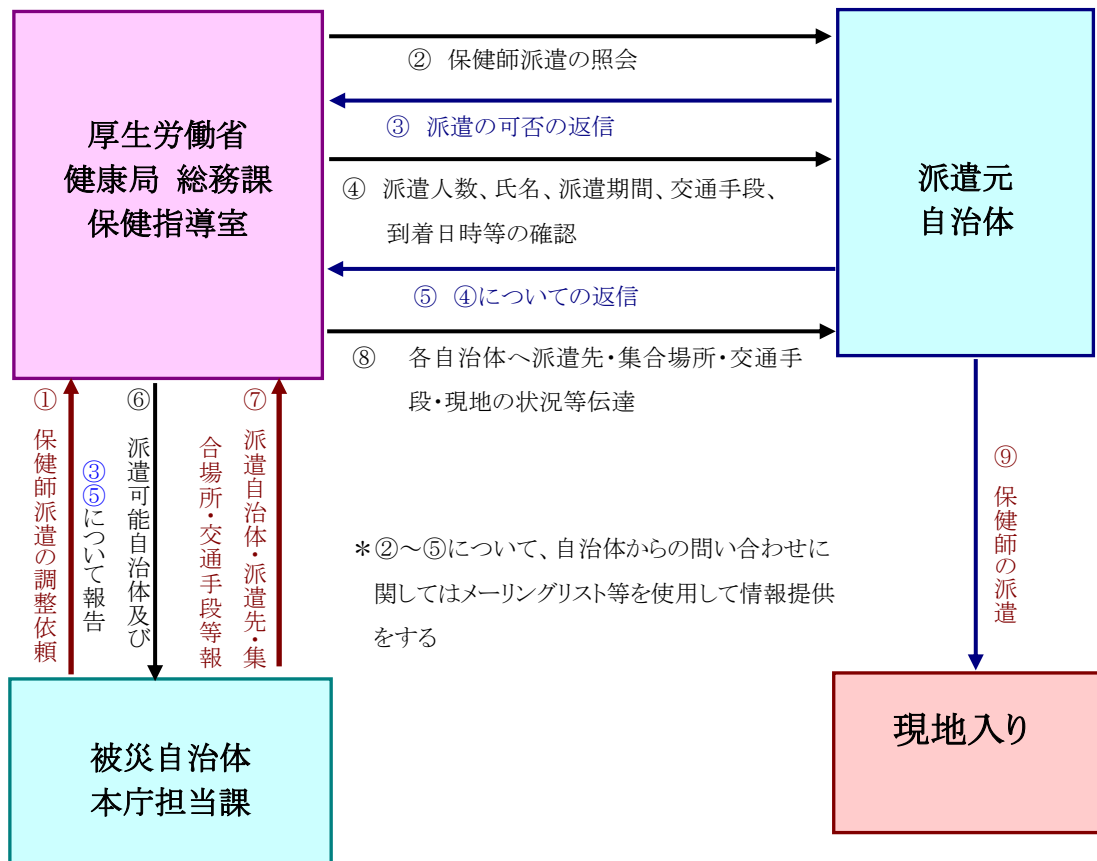 厚生労働省
健康局 総務課
保健指導室
② 保健師派遣の照会
③ 派遣の可否の返信
④ 派遣人数、氏名、派遣期間、交通手段、
到着日時等の確認
⑤ ④についての返信
⑧ 各自治体へ派遣先・集合場所・交通手
段・現地の状況等伝達
派遣元
自治体
① 保健師派遣の調整依頼
⑥ 派遣可能自治体及び
③⑤について報告
⑦ 派遣自治体・派遣先・集
合場所・交通手段等報
⑨ 保健師の派遣
＊②～⑤について、自治体からの問い合わせに
関してはメーリングリスト等を使用して情報提供
をする
被災自治体
本庁担当課
現地入り